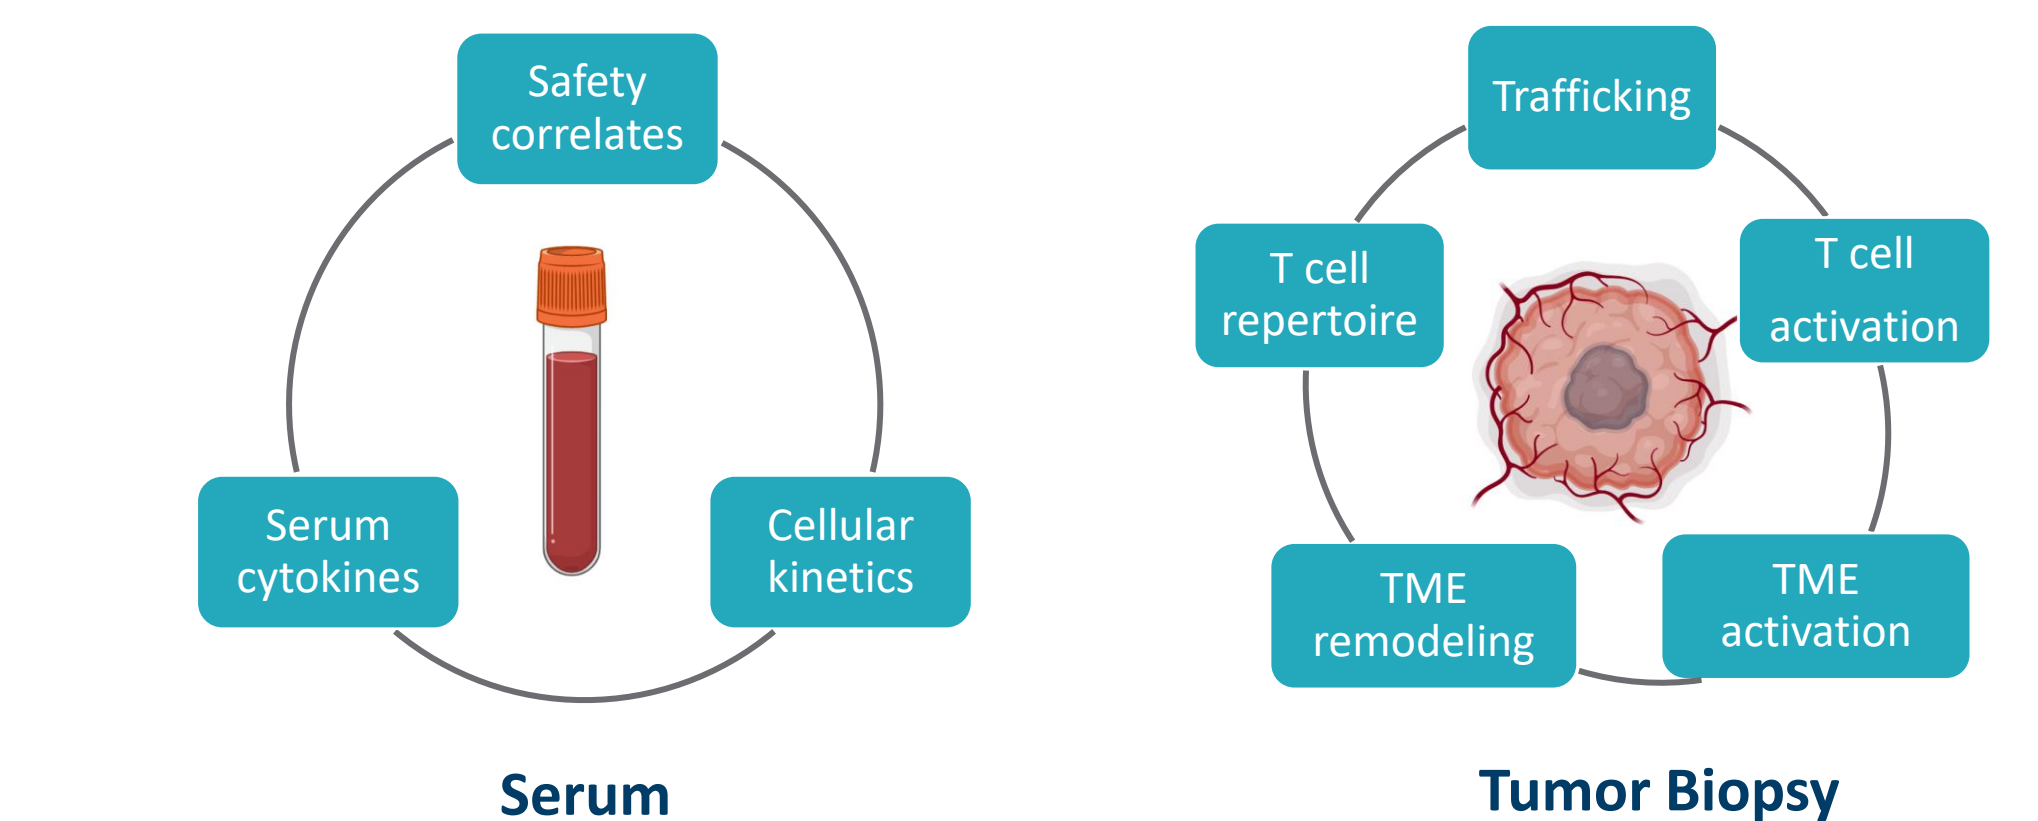 Safety
correlates
Serum
cytokines
Cellular
kinetics
Serum
Trafficking
T cell
repertoire
T cell
activation
TME
remodeling
TME
activation
Tumor Biopsy